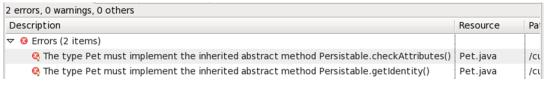 2 errors, 0 warnings, 0 others
Description Resource
Errors (2 items)
The type Pet must implement the inherited abstract method Persistable.checkAttributes() Pet.java
The type Pet must implement the inherited abstract method Persistable.getIdentity() Pet.java